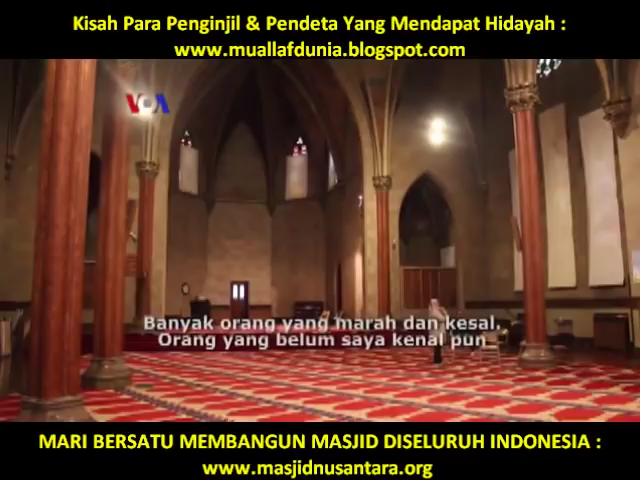 Kisah Para Penginjil & Pendeta Yang Mendapat Hidayah :
www.muallafdunia.blogspot.com
VOA
Banyak orang yang marah dan kesal.
Orang yang belum saya kenal pun
MARI BERSATU MEMBANGUN MASJID DISELURUH INDONESIA :
www.masjidnusantara.org